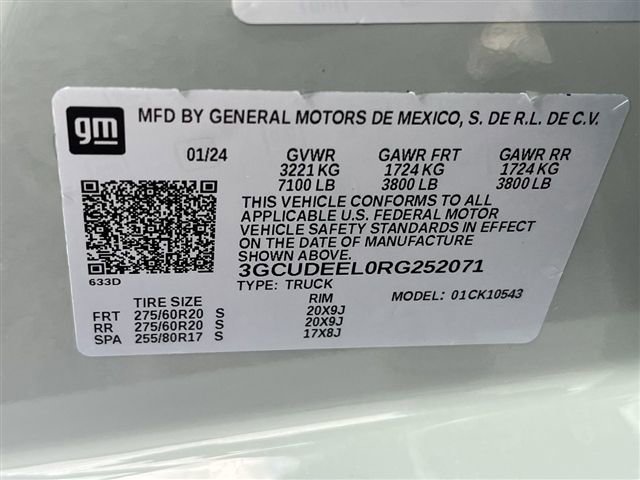 gm
MFD BY GENERAL MOTORS DE MEXICO, S. DE R.L. DE C.V.
01/24 GVWR GAWR FRT GAWR RR
3221 KG 1724 KG 1724 KG
7100 LB 3800 LB 3800 LB
THIS VEHICLE CONFORMS TO ALL
APPLICABLE U.S. FEDERAL MOTOR
VEHICLE SAFETY STANDARDS IN EFFECT
ON THE DATE OF MANUFACTURE
SHOWN ABOVE.
3GCUDEEL0RG252071
633D
TYPE: TRUCK MODEL: 01CK10543
TIRE SIZE RIM
FRT 275/60R20 S 20X9J
RR 275/60R20 S 20X9J
SPA 255/80R17 S 17X8J